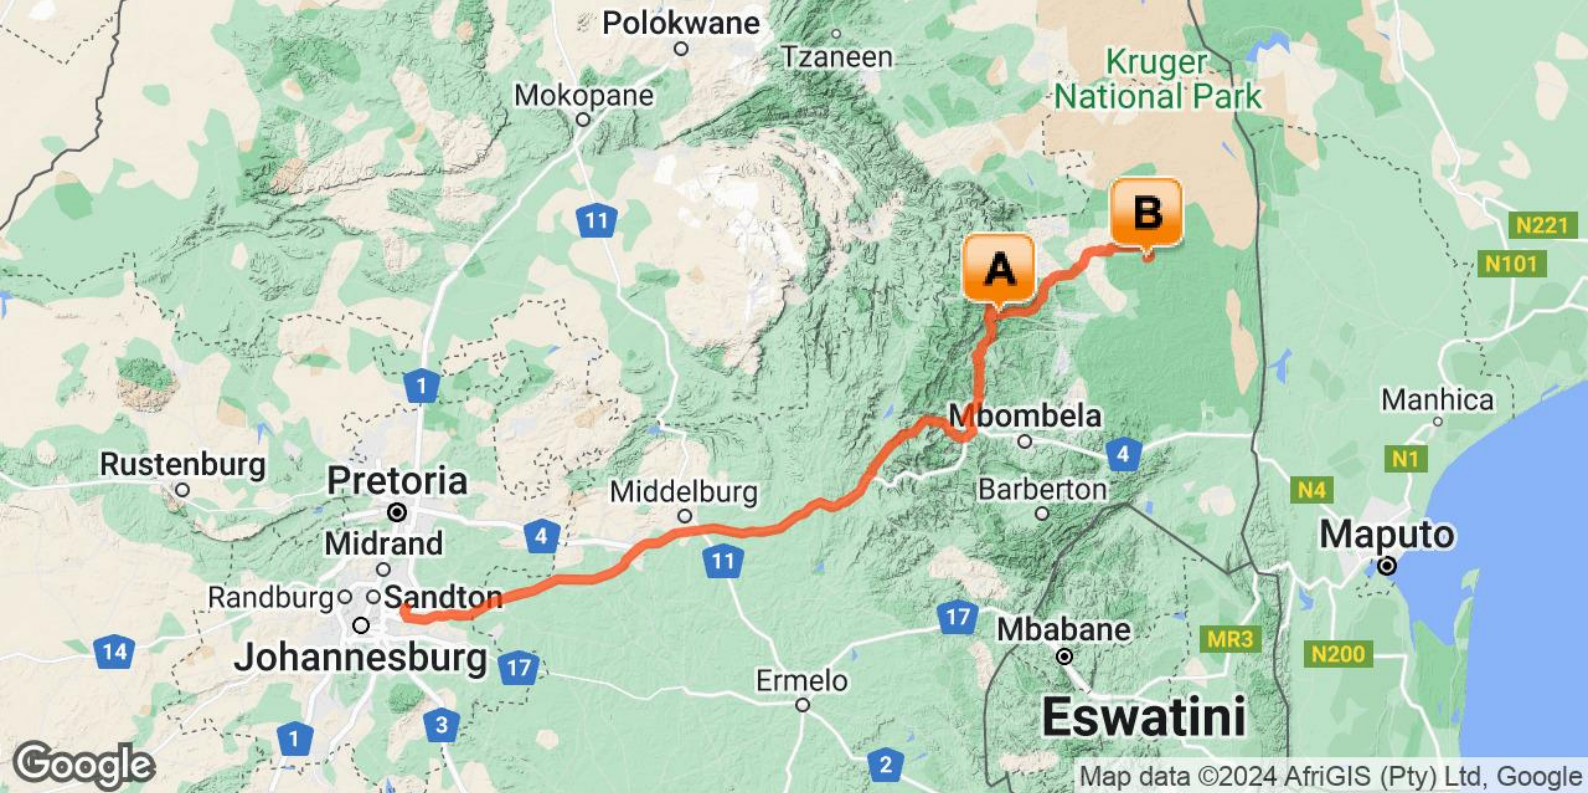 Polokwane
Tzaneen
Kruger
National Park
Mokopane
11
B
N221
N101
A
1
Manhica
Mbombela
4
N1
Rustenburg
Pretoria
Middelburg
Barberton
N4
4
11
Maputo
Midrand
Randburg
Sandton
17
Mbabane
MR3
N200
14
Johannesburg
17
Ermelo
Eswatini
1
3
2
Google
Map data ©2024 AfriGIS (Pty) Ltd, Google